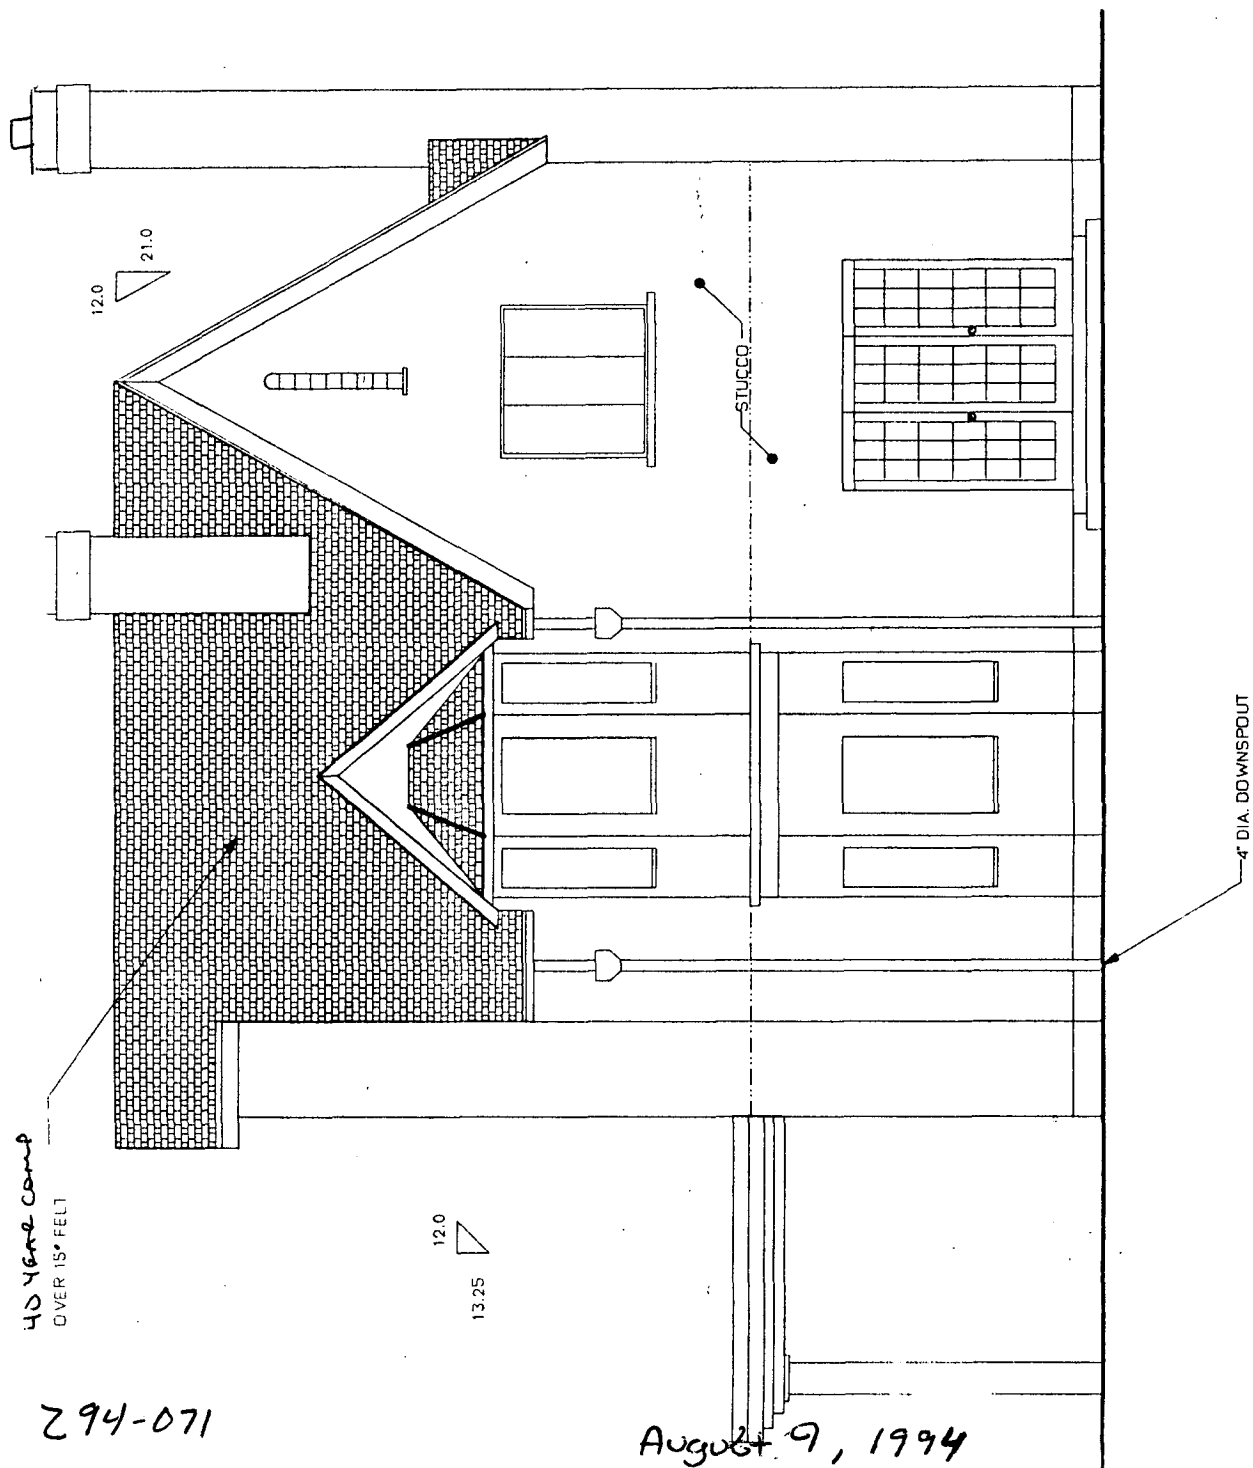 40 YEAR COMP
OVER 15# FELT
12.0
21.0
STUCCO
12.0
13.25
4" DIA. DOWNSPOUT
Z94-071
August 9, 1994